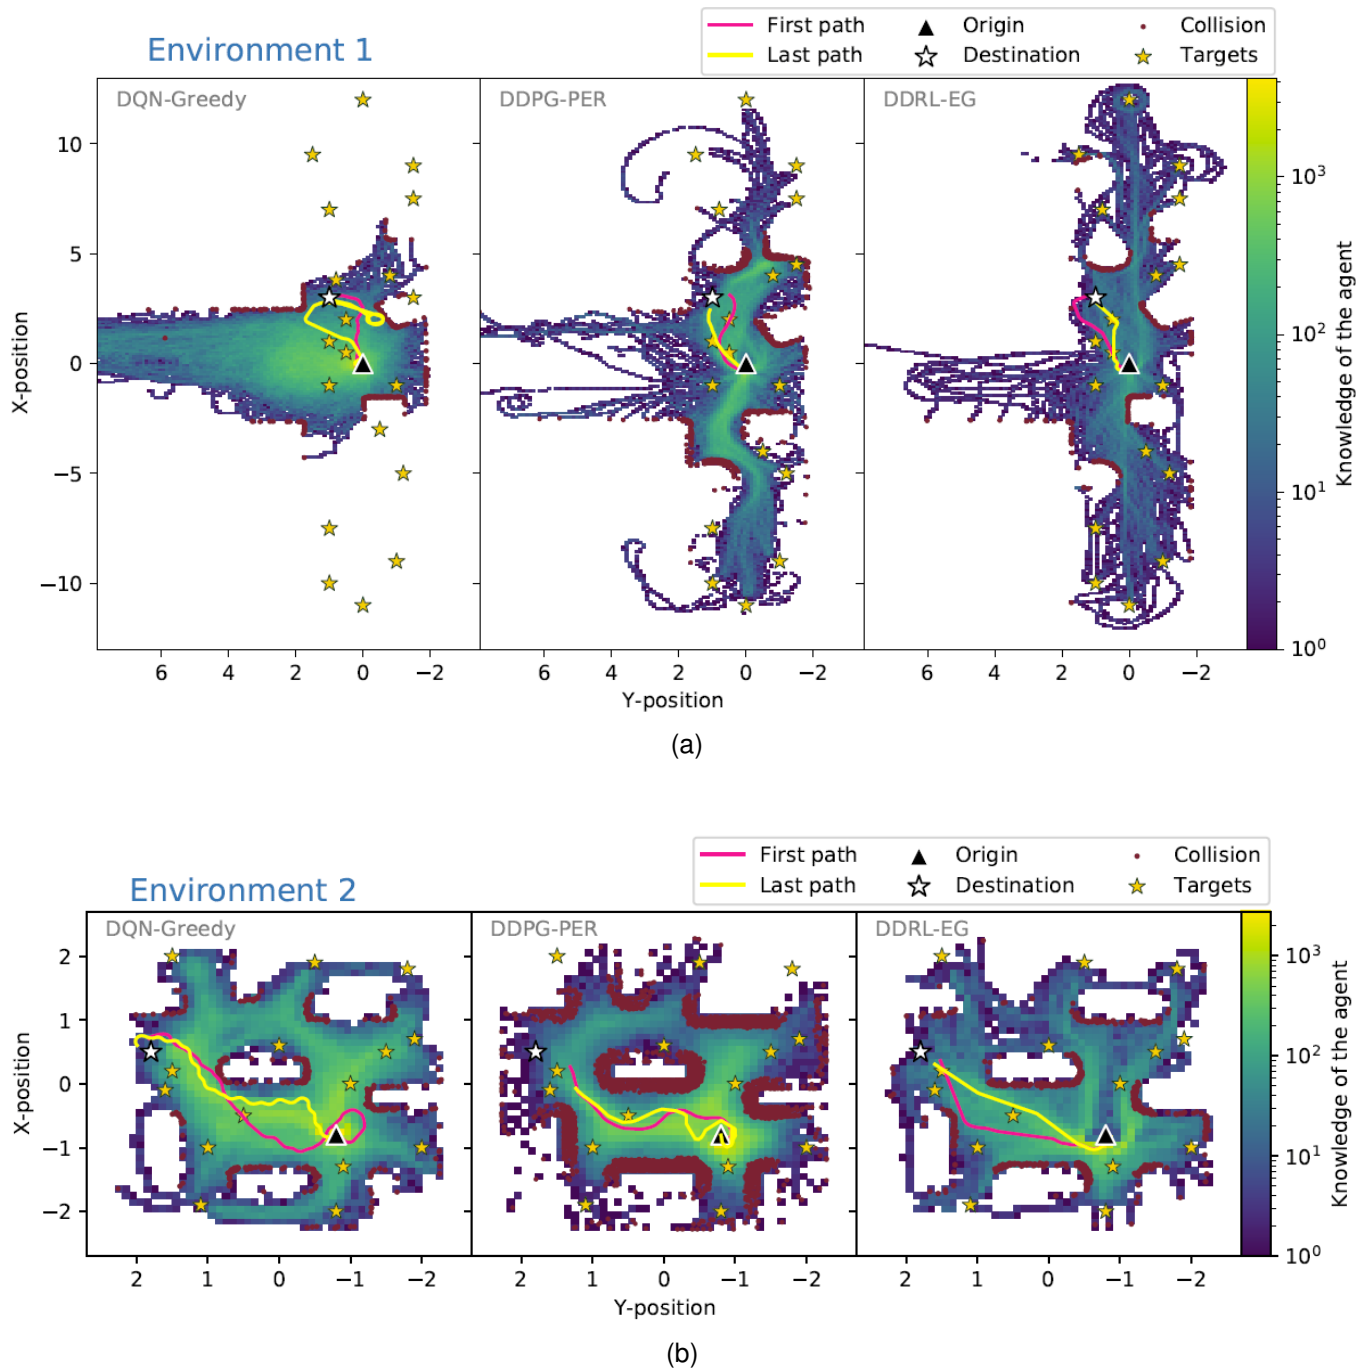 First path
Origin
Collision
Last path
Destination
Targets
Environment 1
DQN-Greedy
DDPG-PER
DDRL-EG
10
5
0
−5
−10
X-position
6
4
2
0
−2
6
4
2
0
−2
6
4
2
0
−2
Y-position
10³
10²
10¹
10⁰
Knowledge of the agent
(a)
First path
Origin
Collision
Last path
Destination
Targets
Environment 2
DQN-Greedy
DDPG-PER
DDRL-EG
2
1
0
−1
−2
X-position
2
1
0
−1
−2
2
1
0
−1
−2
2
1
0
−1
−2
Y-position
10³
10²
10¹
10⁰
Knowledge of the agent
(b)